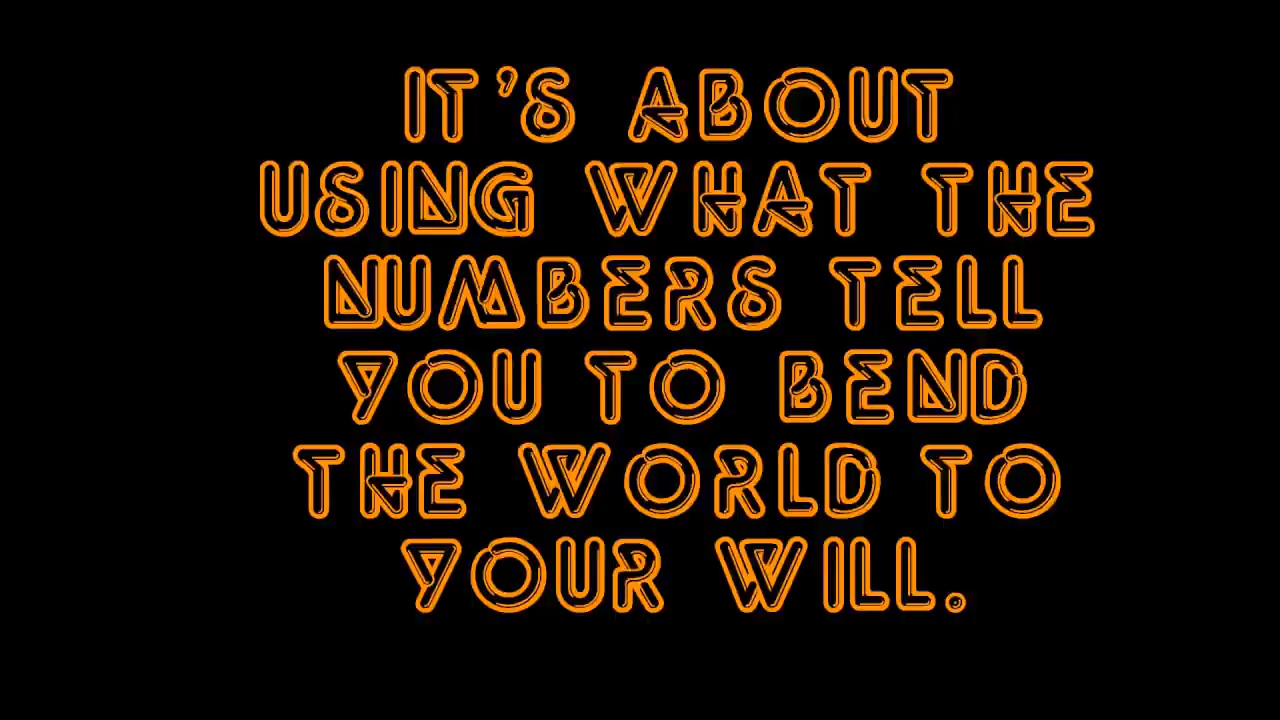 IT'S ABOUT
USING WHAT THE
NUMBERS TELL
YOU TO BEND
THE WORLD TO
YOUR WILL.